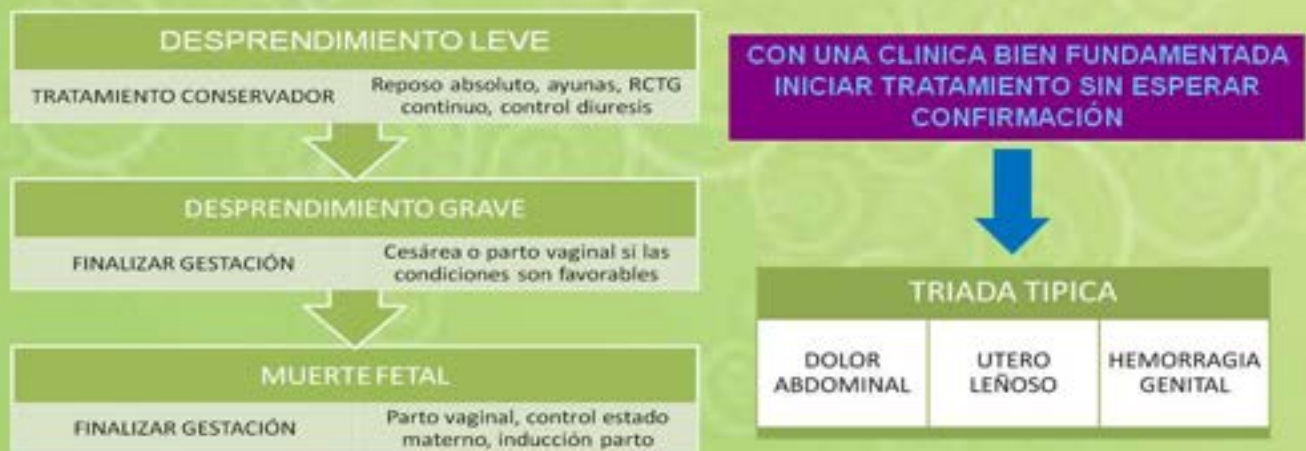 DESPRENDIMIENTO LEVE
TRATAMIENTO CONSERVADOR
Reposo absoluto, ayunas, RCTG
continuo, control diuresis
DESPRENDIMIENTO GRAVE
FINALIZAR GESTACIÓN
Cesárea o parto vaginal si las
condiciones son favorables
MUERTE FETAL
FINALIZAR GESTACIÓN
Parto vaginal, control estado
materno, inducción parto
CON UNA CLINICA BIEN FUNDAMENTADA
INICIAR TRATAMIENTO SIN ESPERAR
CONFIRMACIÓN
TRIADA TIPICA
DOLOR
ABDOMINAL
UTERO
LEÑOSO
HEMORRAGIA
GENITAL